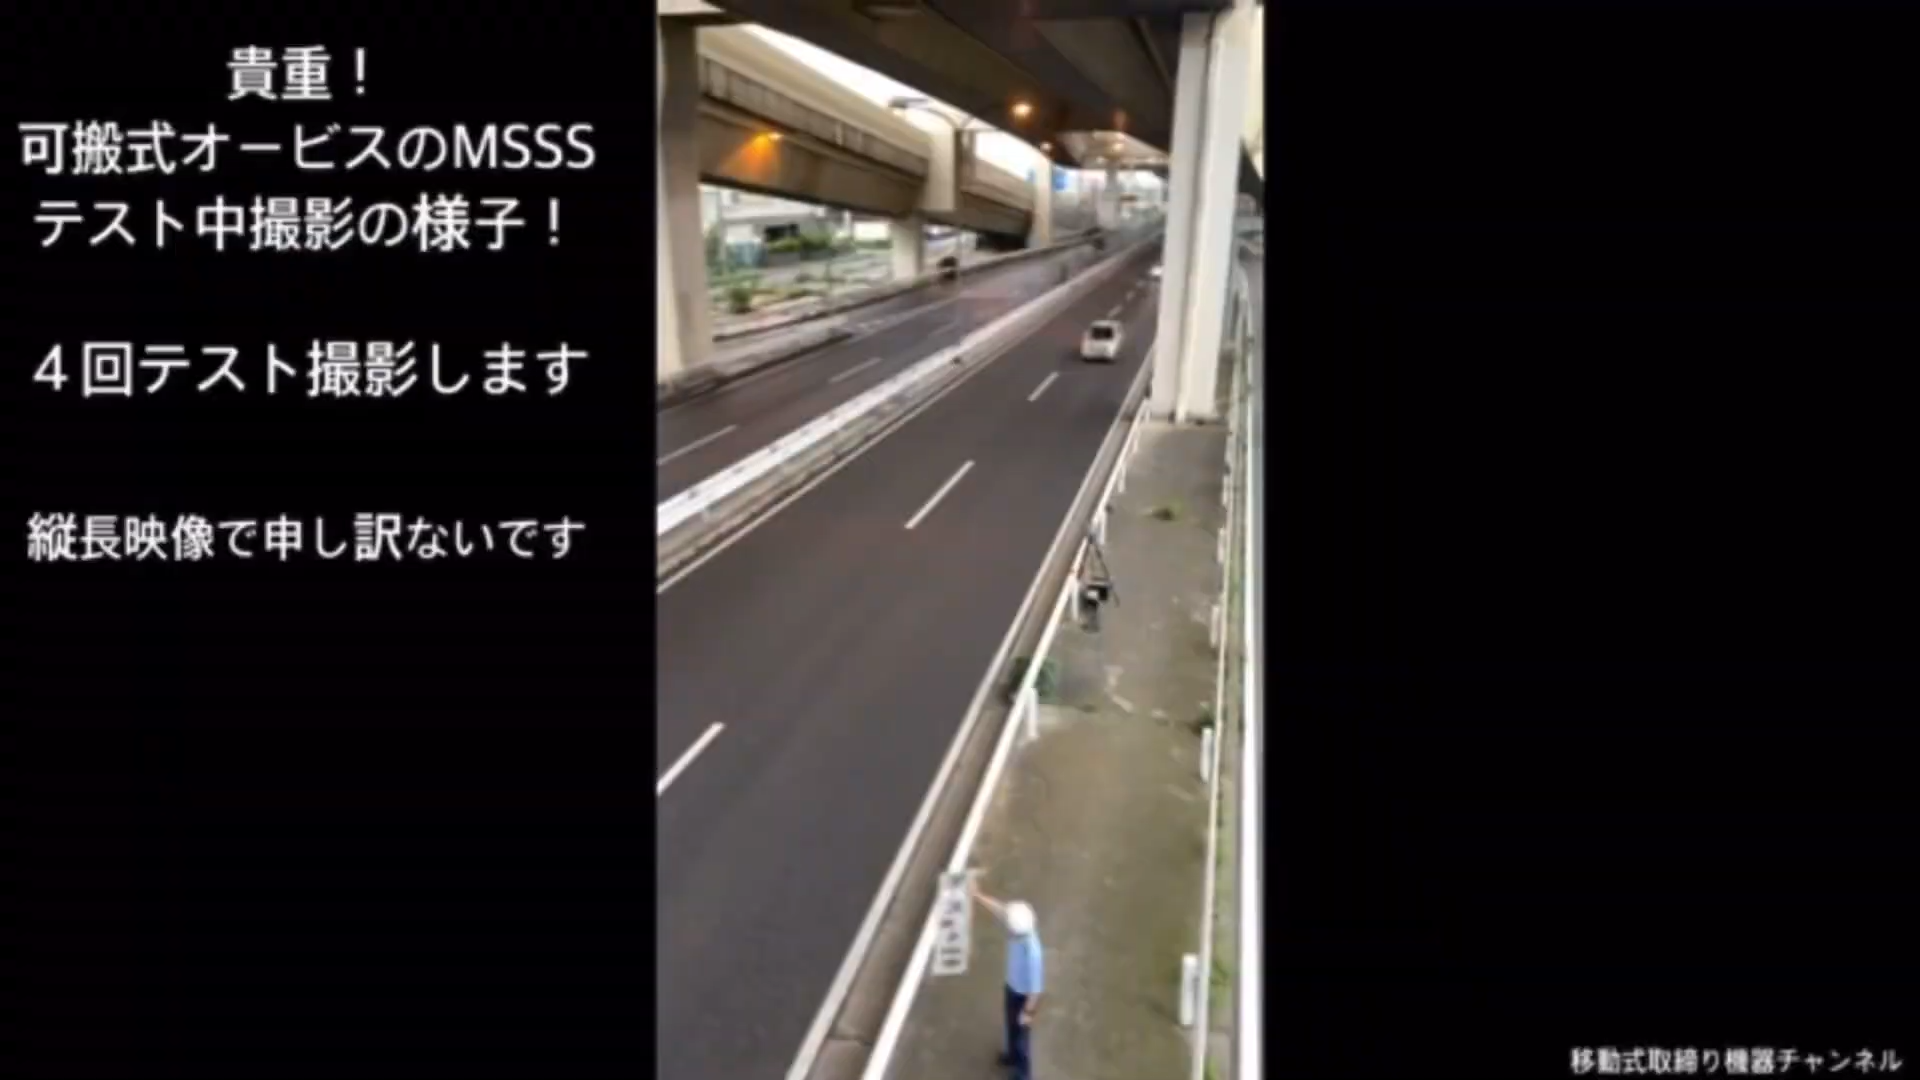 貴重！
可搬式オービスのMSSS
テスト中撮影の様子！
４回テスト撮影します
縦長映像で申し訳ないです
移動式取締り機器チャンネル